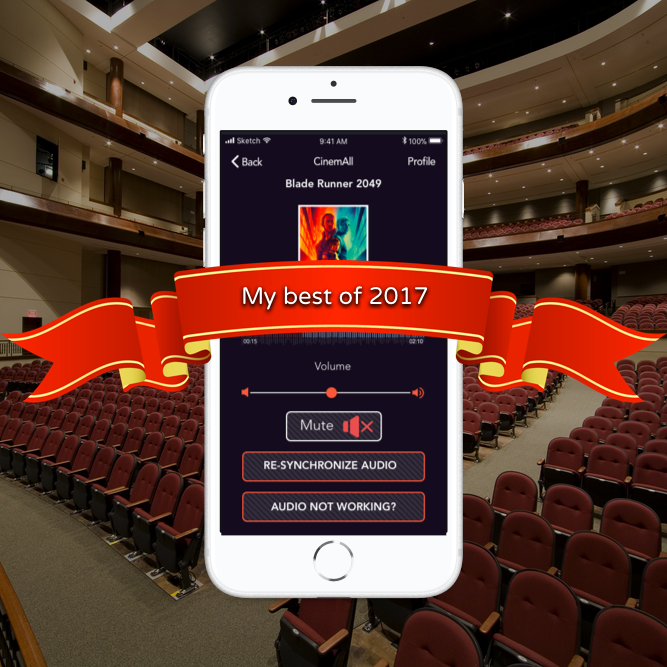 Sketch 9:41 AM 100%
Back CinemAll Profile
Blade Runner 2049
My best of 2017
00:15 02:10
Volume
Mute
RE-SYNCHRONIZE AUDIO
AUDIO NOT WORKING?